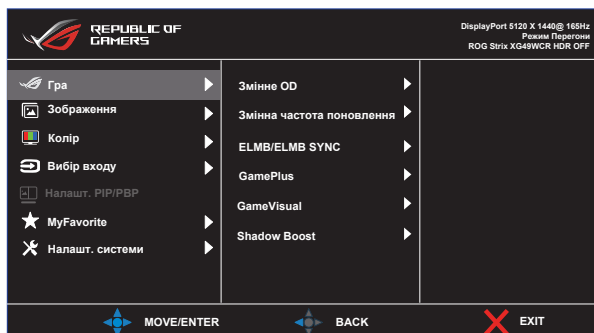 REPUBLIC OF
GAMERS
DisplayPort 5120 X 1440@ 165Hz
Режим Перегони
ROG Strix XG49WCR HDR OFF
Гра
Зображення
Колір
Вибір входу
Налашт. PIP/PBP
MyFavorite
Налашт. системи
Змінне OD
Змінна частота поновлення
ELMB/ELMB SYNC
GamePlus
GameVisual
Shadow Boost
MOVE/ENTER
BACK
EXIT